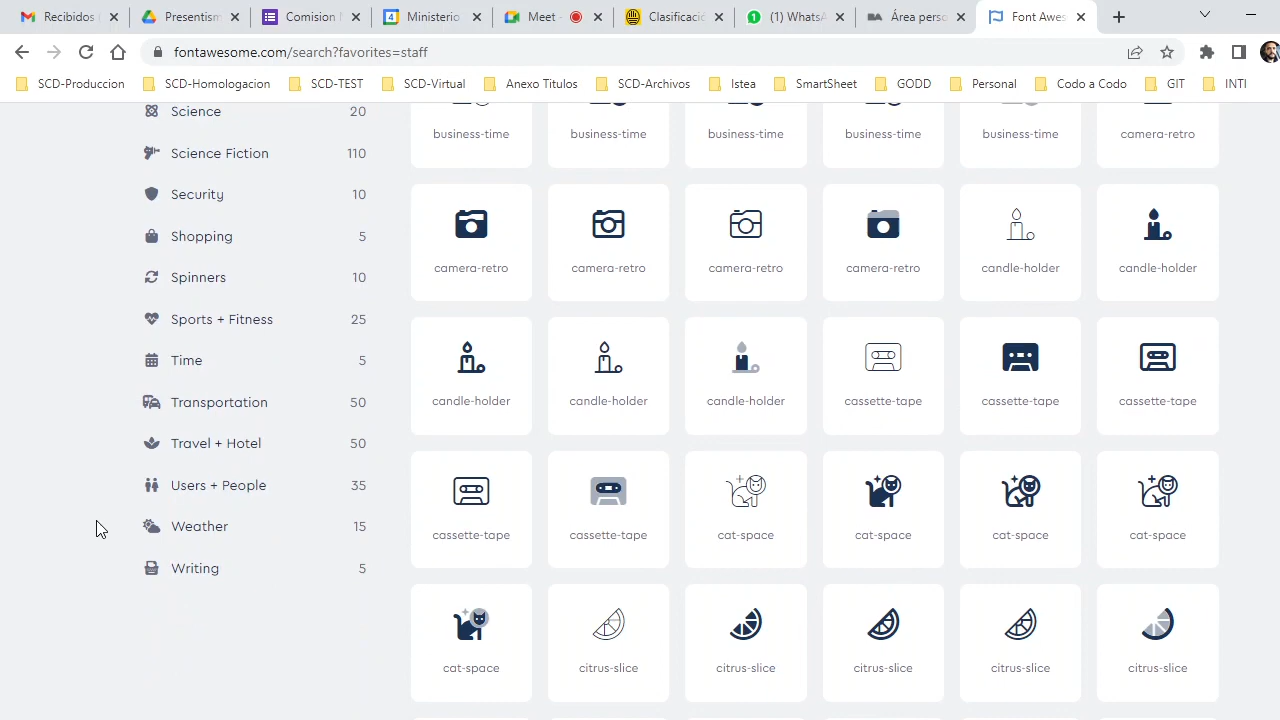 Recibidos
Presentism
Comision
4 Ministerio
Meet -
Clasificació
1 (1) WhatsA
BA Área perso
Font Awes
fontawesome.com/search?favorites=staff
SCD-Produccion SCD-Homologacion SCD-TEST SCD-Virtual Anexo Titulos SCD-Archivos Istea SmartSheet GODD Personal Codo a Codo GIT INTI
Science 20
Science Fiction 110
Security 10
Shopping 5
Spinners 10
Sports + Fitness 25
Time 5
Transportation 50
Travel + Hotel 50
Users + People 35
Weather 15
Writing 5
business-time business-time business-time business-time business-time camera-retro
camera-retro camera-retro camera-retro camera-retro candle-holder candle-holder
candle-holder candle-holder candle-holder cassette-tape cassette-tape cassette-tape
cassette-tape cassette-tape cat-space cat-space cat-space cat-space
cat-space citrus-slice citrus-slice citrus-slice citrus-slice citrus-slice